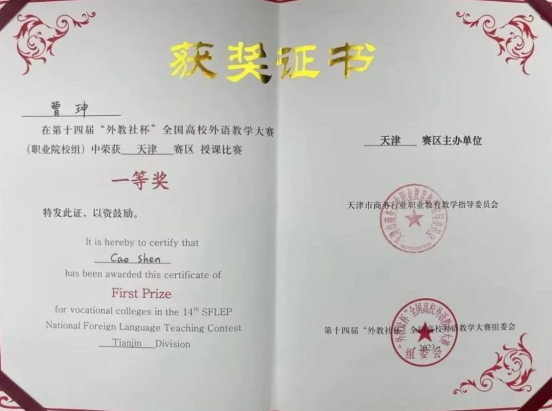 获奖证书
曹珅
在第十四届“外教社杯”全国高校外语教学大赛
(职业院校组)中荣获 天津 赛区 授课比赛
一等奖
特发此证,以资鼓励。
It is hereby to certify that
Cao Shen
has been awarded this certificate of
First Prize
for vocational colleges in the 14th SFLEP
National Foreign Language Teaching Contest
Tianjin Division
天津 赛区主办单位
天津市商务行业职业教育教学指导委员会
第十四届“外教社杯”全国高校外语教学大赛组委会
组委会
2023